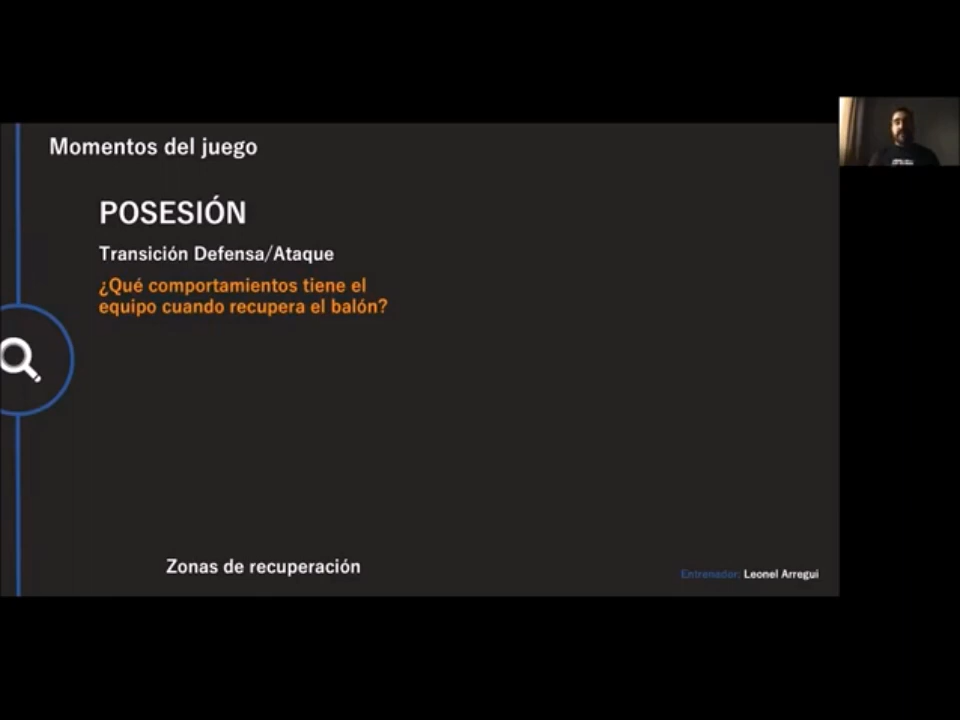 Momentos del juego
POSESIÓN
Transición Defensa/Ataque
¿Qué comportamientos tiene el
equipo cuando recupera el balón?
Zonas de recuperación
Entrenador: Leonel Arregui